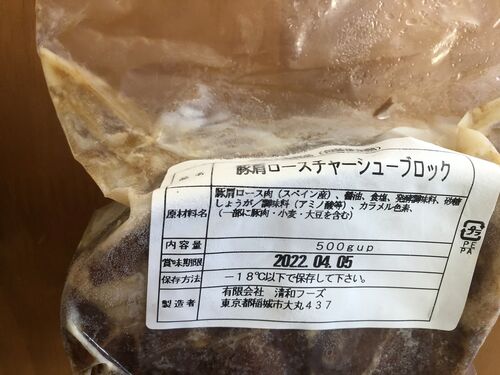 豚肩ロースチャーシューブロック
原材料名
豚肩ロース肉（スペイン産）、醤油、食塩、発酵調味料、砂糖
しょうが／調味料（アミノ酸等）、カラメル色素、
（一部に豚肉・小麦・大豆を含む）
内容量 500gup
賞味期限 2022.04.05
保存方法 －18℃以下で保存して下さい。
製造者 有限会社 清和フーズ
東京都稲城市大丸437
プラ
PE
PA